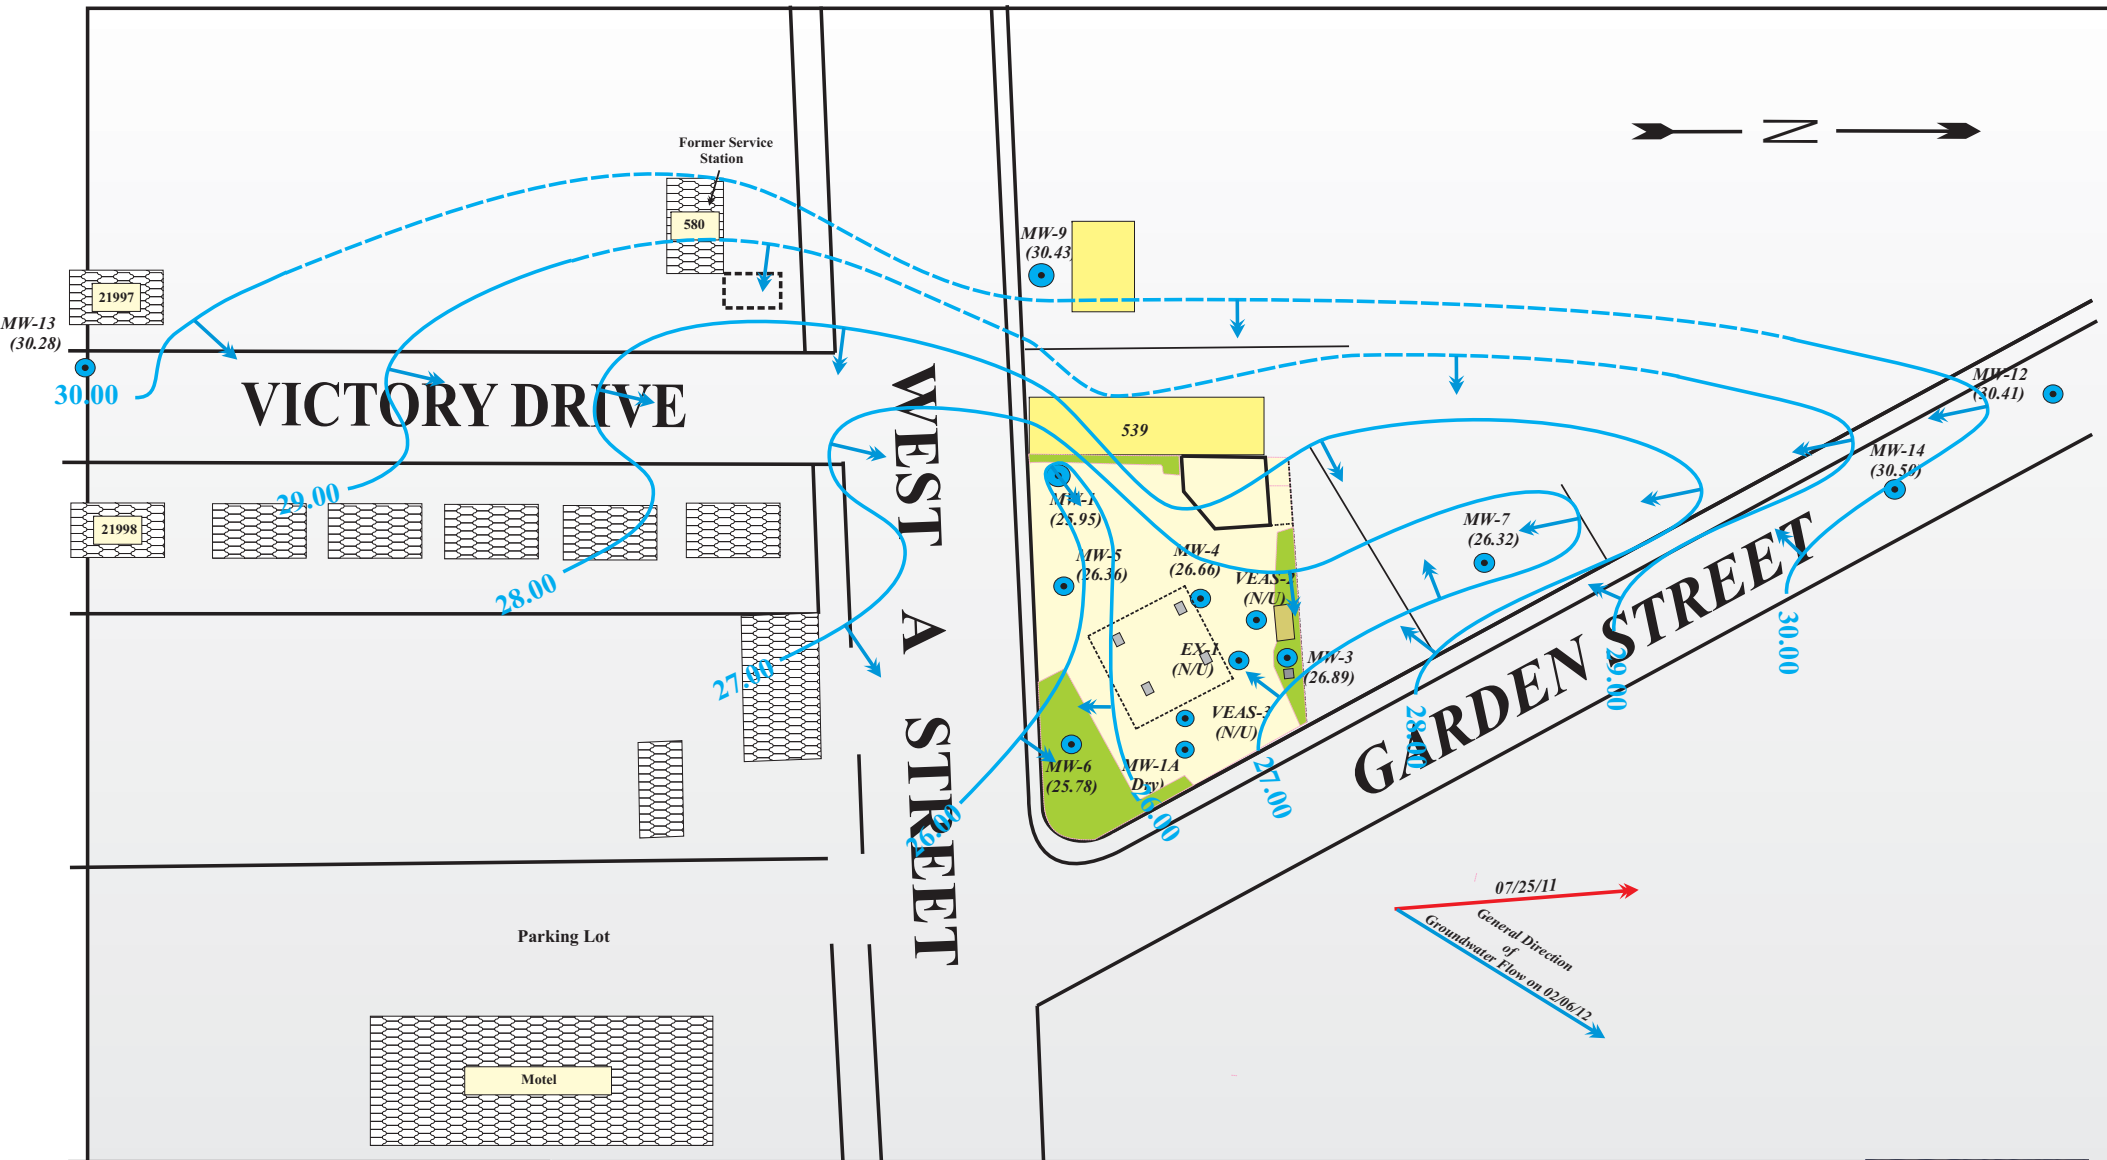 Former Service
Station
N
580
MW-9
(30.43)
21997
MW-13
(30.28)
30.00
VICTORY DRIVE
WEST A STREET
MW-12
(30.41)
539
MW-14
(30.50)
29.00
21998
MW-1
(25.95)
MW-7
(26.32)
MW-5
(26.36)
MW-4
(26.66)
VEAS-2
(N/U)
28.00
EX-1
(N/U)
MW-3
(26.89)
27.00
VEAS-3
(N/U)
MW-6
(25.78)
MW-1A
Dry)
26.00
26.00
27.00
28.00
29.00
30.00
GARDEN STREET
07/25/11
General Direction
of
Groundwater Flow on 02/06/12
Parking Lot
Motel